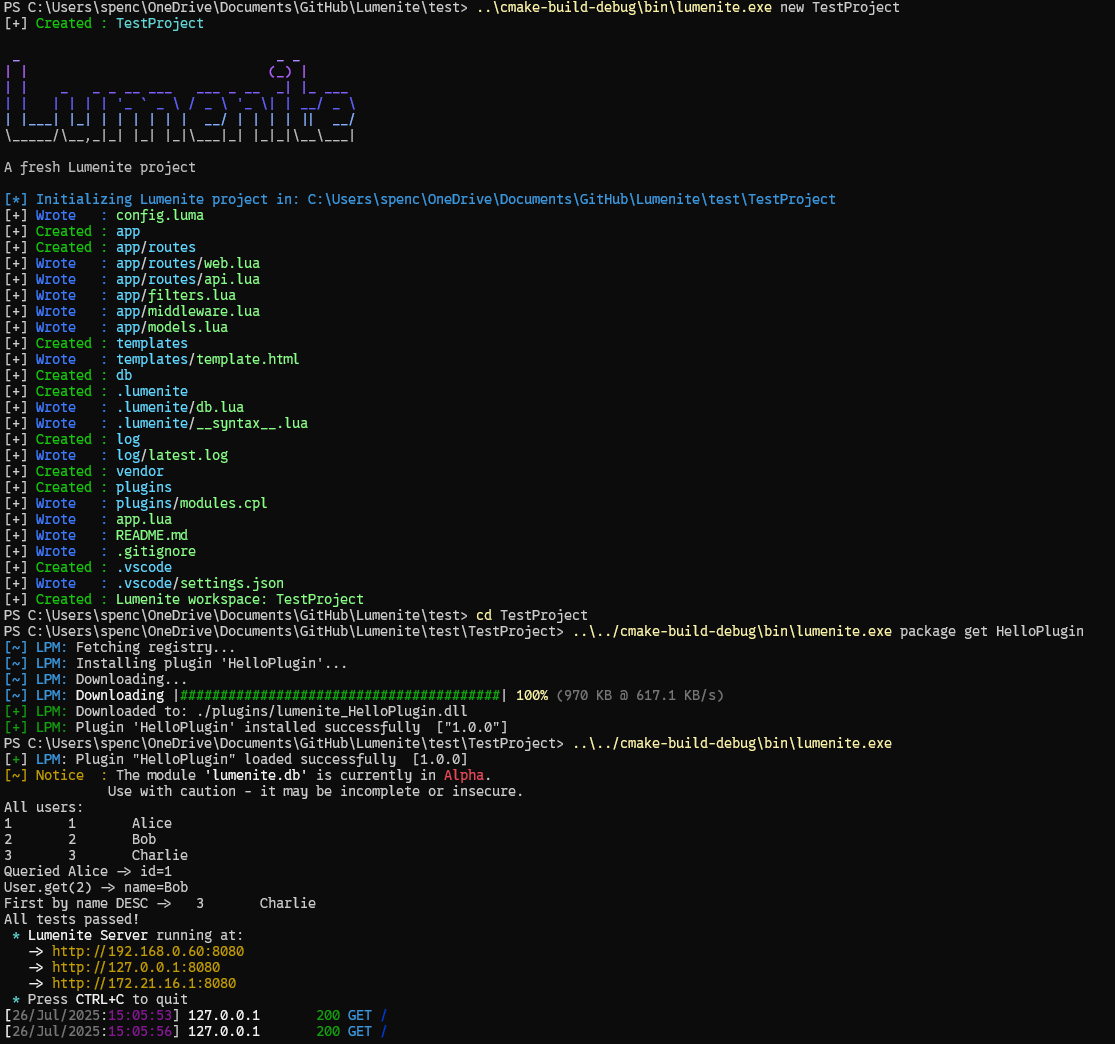 PS C:\Users\spenc\OneDrive\Documents\GitHub\Lumenite\test> ..\cmake-build-debug\bin\lumenite.exe new TestProject
[+] Created : TestProject
 _                                _ _
| |                              (_) |
| |    _   _ _ __ ___   ___ _ __  _| |_ ___
| |   | | | | '_ ` _ \ / _ \ '_ \| | __/ _ \
| |___| |_| | | | | | |  __/ | | | ||  __/
\_____/\__,_|_| |_| |_|\___|_| |_|_|\__\___|
A fresh Lumenite project
[*] Initializing Lumenite project in: C:\Users\spenc\OneDrive\Documents\GitHub\Lumenite\test\TestProject
[+] Wrote   : config.luma
[+] Created : app
[+] Created : app/routes
[+] Wrote   : app/routes/web.lua
[+] Wrote   : app/routes/api.lua
[+] Wrote   : app/filters.lua
[+] Wrote   : app/middleware.lua
[+] Wrote   : app/models.lua
[+] Created : templates
[+] Wrote   : templates/template.html
[+] Created : db
[+] Created : .lumenite
[+] Wrote   : .lumenite/db.lua
[+] Wrote   : .lumenite/__syntax__.lua
[+] Created : log
[+] Wrote   : log/latest.log
[+] Created : vendor
[+] Created : plugins
[+] Wrote   : plugins/modules.cpl
[+] Wrote   : app.lua
[+] Wrote   : README.md
[+] Wrote   : .gitignore
[+] Created : .vscode
[+] Wrote   : .vscode/settings.json
[+] Created : Lumenite workspace: TestProject
PS C:\Users\spenc\OneDrive\Documents\GitHub\Lumenite\test> cd TestProject
PS C:\Users\spenc\OneDrive\Documents\GitHub\Lumenite\test\TestProject> ..\../cmake-build-debug\bin\lumenite.exe package get HelloPlugin
[~] LPM: Fetching registry...
[~] LPM: Installing plugin 'HelloPlugin'...
[~] LPM: Downloading...
[~] LPM: Downloading |########################################| 100% (970 KB @ 617.1 KB/s)
[+] LPM: Downloaded to: ./plugins/lumenite_HelloPlugin.dll
[+] LPM: Plugin 'HelloPlugin' installed successfully  ["1.0.0"]
PS C:\Users\spenc\OneDrive\Documents\GitHub\Lumenite\test\TestProject> ..\../cmake-build-debug\bin\lumenite.exe
[+] LPM: Plugin "HelloPlugin" loaded successfully  [1.0.0]
[~] Notice  : The module 'lumenite.db' is currently in Alpha.
             Use with caution - it may be incomplete or insecure.
All users:
1       1       Alice
2       2       Bob
3       3       Charlie
Queried Alice -> id=1
User.get(2) -> name=Bob
First by name DESC ->   3       Charlie
All tests passed!
 * Lumenite Server running at:
   -> http://192.168.0.60:8080
   -> http://127.0.0.1:8080
   -> http://172.21.16.1:8080
 * Press CTRL+C to quit
[26/Jul/2025:15:05:53] 127.0.0.1       200 GET /
[26/Jul/2025:15:05:56] 127.0.0.1       200 GET /